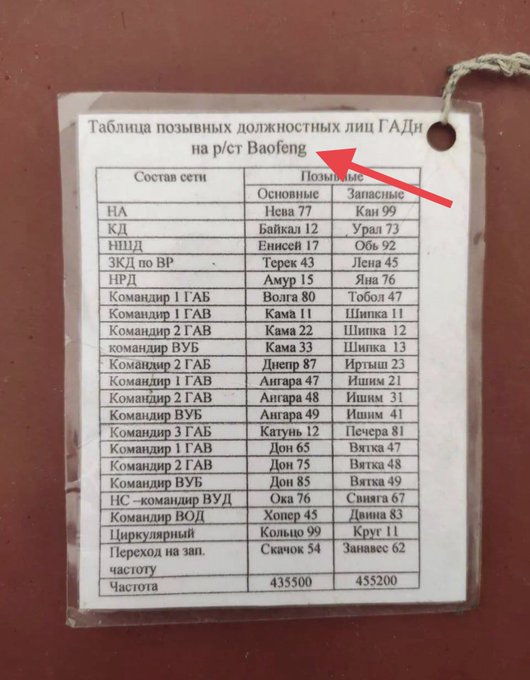 Таблица позывных должностных лиц ГАДн
на р/ст Baofeng
Состав сети Позывные
Основные Запасные
НА Нева 77 Кан 99
КД Байкал 12 Урал 73
НШД Енисей 17 Обь 92
ЗКД по ВР Терек 43 Лена 45
НРД Амур 15 Яна 76
Командир 1 ГАБ Волга 80 Тобол 47
Командир 1 ГАВ Кама 11 Шипка 11
Командир 2 ГАВ Кама 22 Шипка 12
командир ВУБ Кама 33 Шипка 13
Командир 2 ГАБ Днепр 87 Иртыш 23
Командир 1 ГАВ Ангара 47 Ишим 21
Командир 2 ГАВ Ангара 48 Ишим 31
Командир ВУБ Ангара 49 Ишим 41
Командир 3 ГАБ Катунь 12 Печера 81
Командир 1 ГАВ Дон 65 Вятка 47
Командир 2 ГАВ Дон 75 Вятка 48
Командир ВУБ Дон 85 Вятка 49
НС –командир ВУД Ока 76 Свияга 67
Командир ВОД Хопер 45 Двина 83
Циркулярный Кольцо 99 Круг 11
Переход на зап. Скачок 54 Занавес 62
частоту
Частота 435500 455200